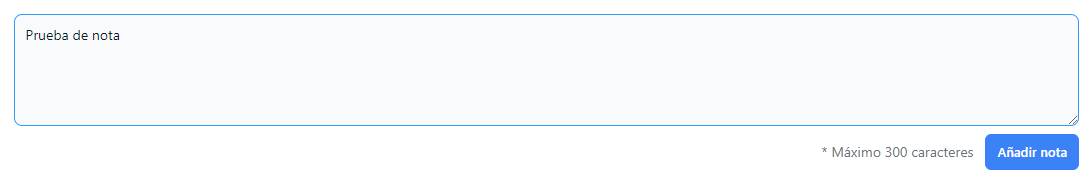 Prueba de nota
* Máximo 300 caracteres
Añadir nota